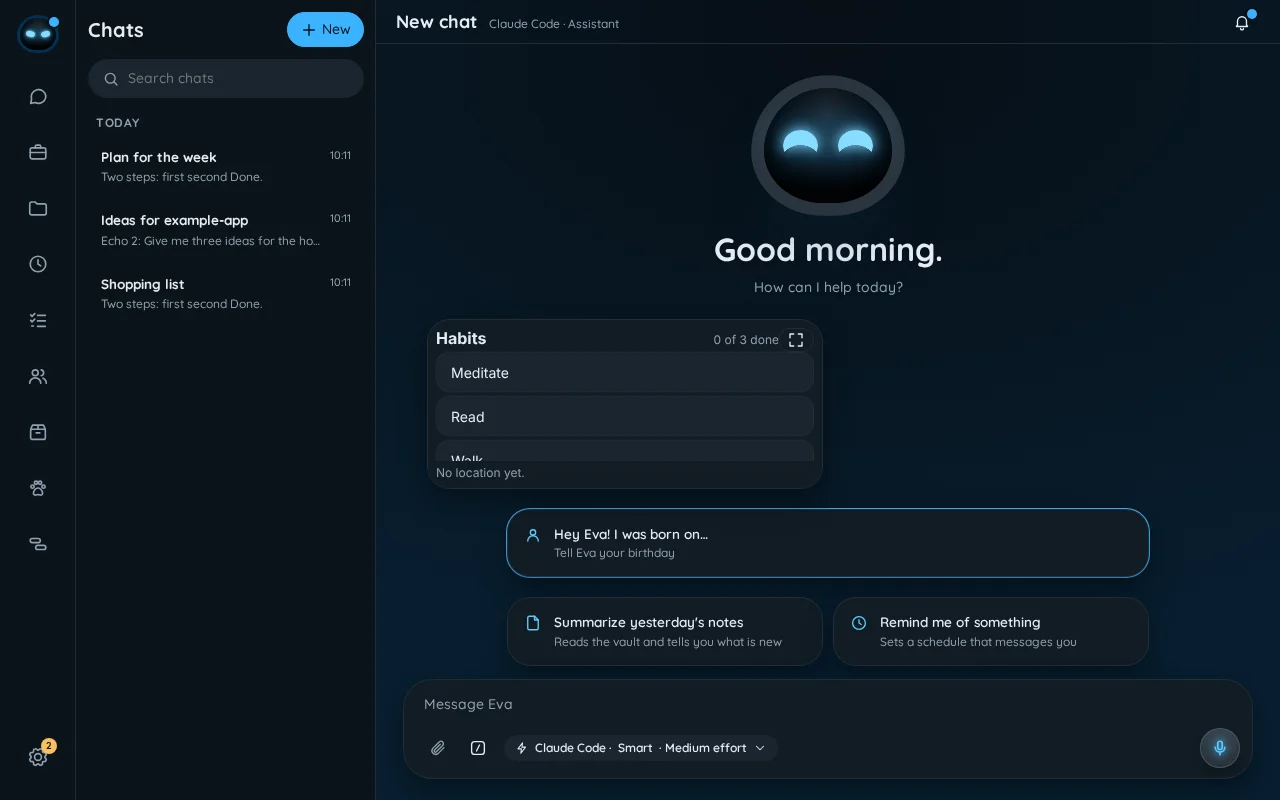 Chats
New
Search chats
TODAY
Plan for the week
10:11
Two steps: first second Done.
Ideas for example-app
10:11
Echo 2: Give me three ideas for the ho...
Shopping list
10:11
Two steps: first second Done.
2
New chat
Claude Code · Assistant
Good morning.
How can I help today?
Habits
0 of 3 done
Meditate
Read
Walk
No location yet.
Hey Eva! I was born on...
Tell Eva your birthday
Summarize yesterday's notes
Reads the vault and tells you what is new
Remind me of something
Sets a schedule that messages you
Message Eva
Claude Code · Smart · Medium effort